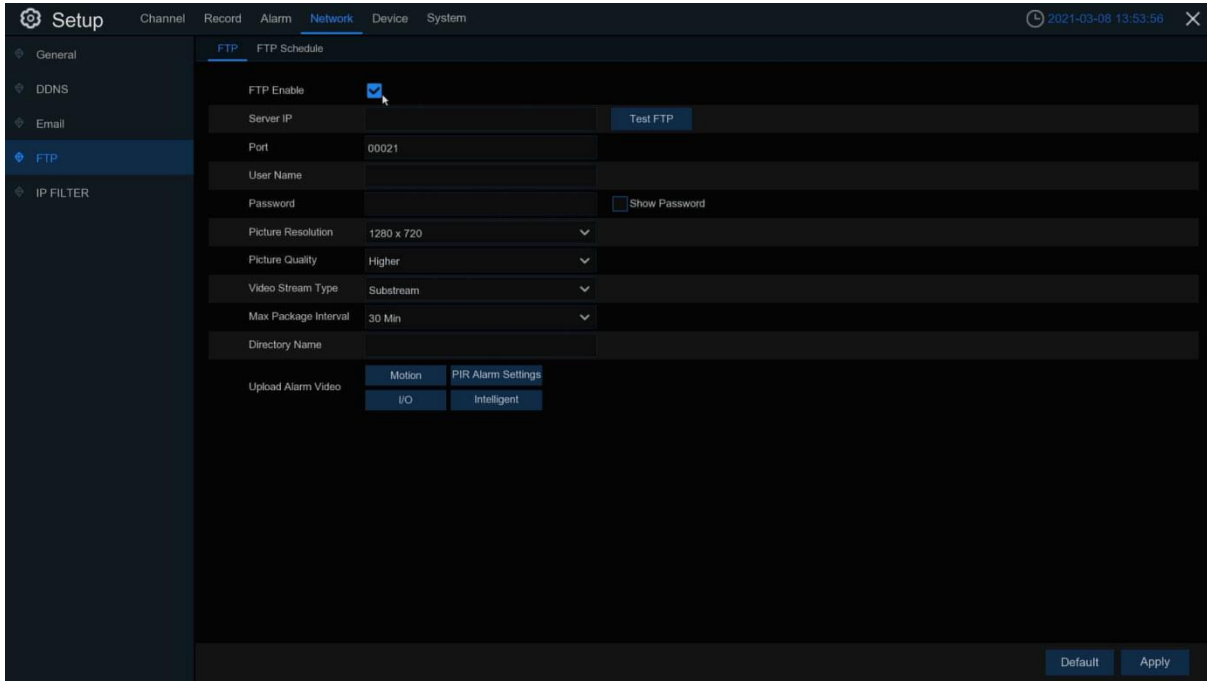 Setup Channel Record Alarm Network Device System 2021-03-08 13:53:56
General
DDNS
Email
FTP
IP FILTER
FTP FTP Schedule
FTP Enable
Server IP Test FTP
Port 00021
User Name
Password Show Password
Picture Resolution 1280 x 720
Picture Quality Higher
Video Stream Type Substream
Max Package Interval 30 Min
Directory Name
Upload Alarm Video Motion PIR Alarm Settings
I/O Intelligent
Default Apply